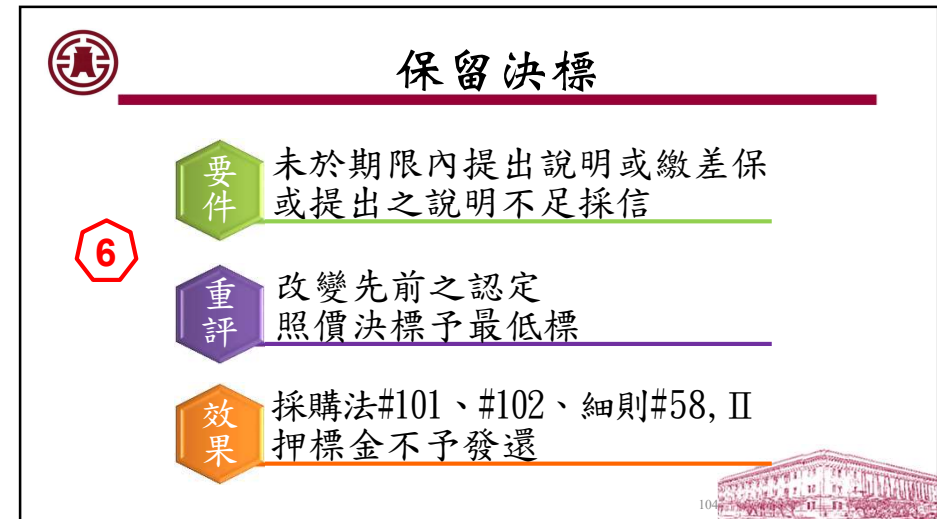 保留決標
要件
未於期限內提出說明或繳差保
或提出之說明不足採信
6
重評
改變先前之認定
照價決標予最低標
效果
採購法#101、#102、細則#58,Ⅱ
押標金不予發還
104